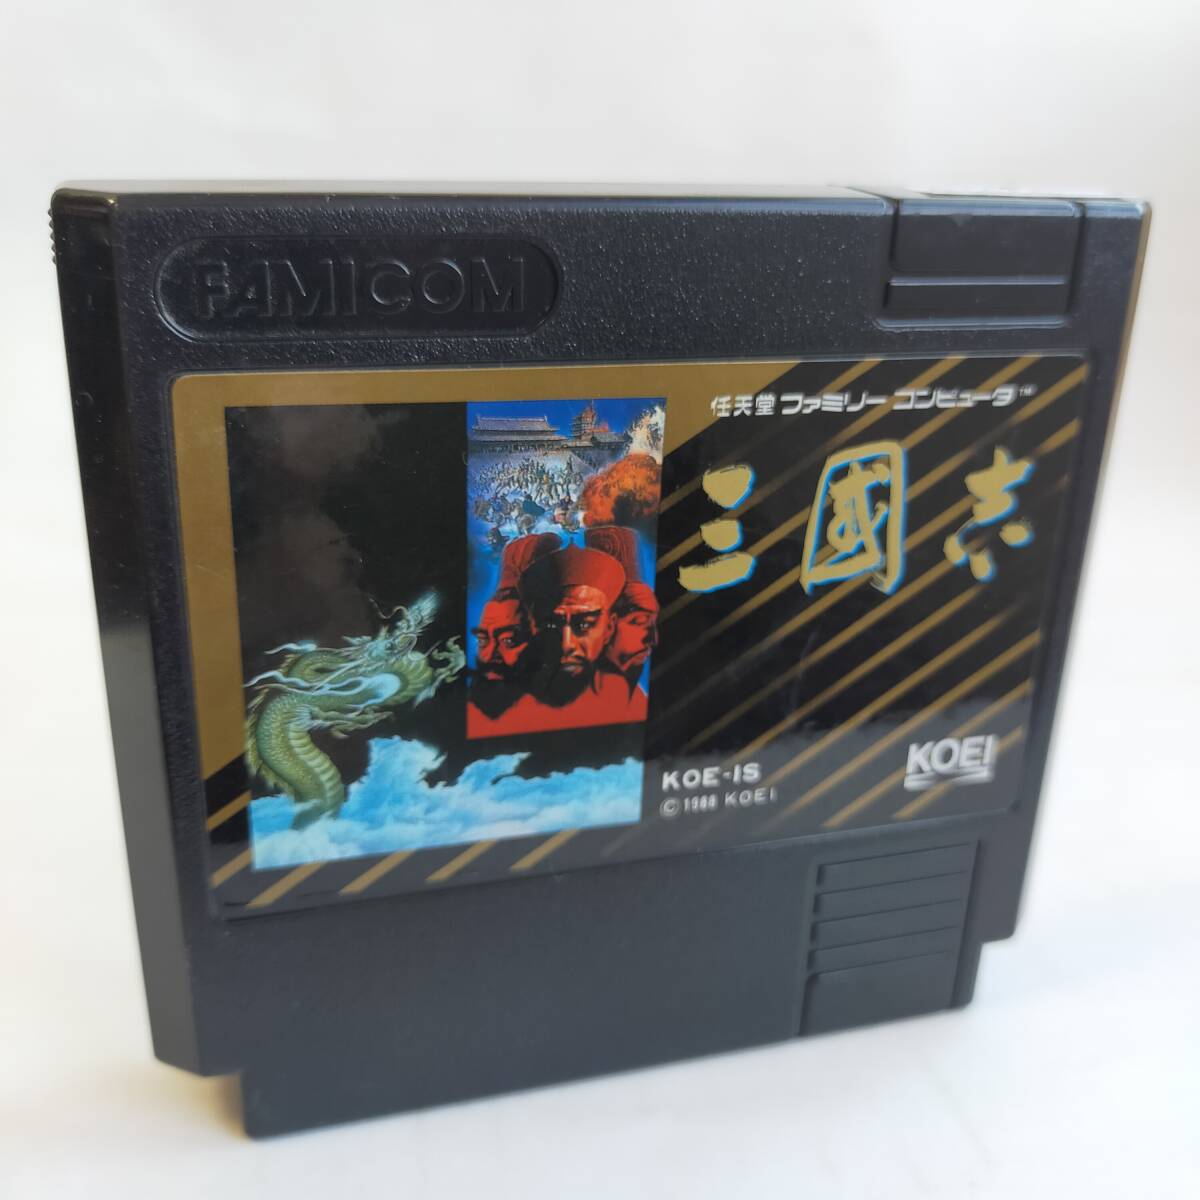 FAMICOM
任天堂 ファミリー コンピュータ™
三國志
KOEI
KOE-IS
© 1988 KOEI